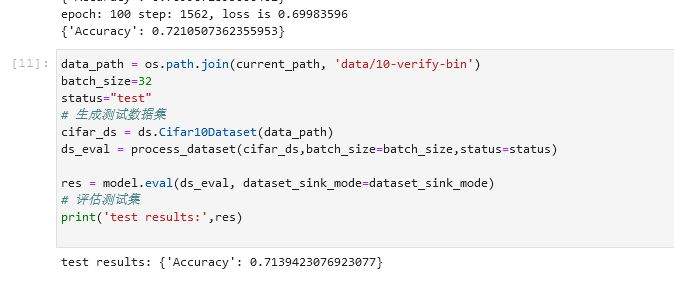 epoch: 100 step: 1562, loss is 0.69983596
{'Accuracy': 0.7210507362355953}
[11]:
data_path = os.path.join(current_path, 'data/10-verify-bin')
batch_size=32
status="test"
# 生成测试数据集
cifar_ds = ds.Cifar10Dataset(data_path)
ds_eval = process_dataset(cifar_ds,batch_size=batch_size,status=status)
res = model.eval(ds_eval, dataset_sink_mode=dataset_sink_mode)
# 评估测试集
print('test results:',res)
test results: {'Accuracy': 0.7139423076923077}